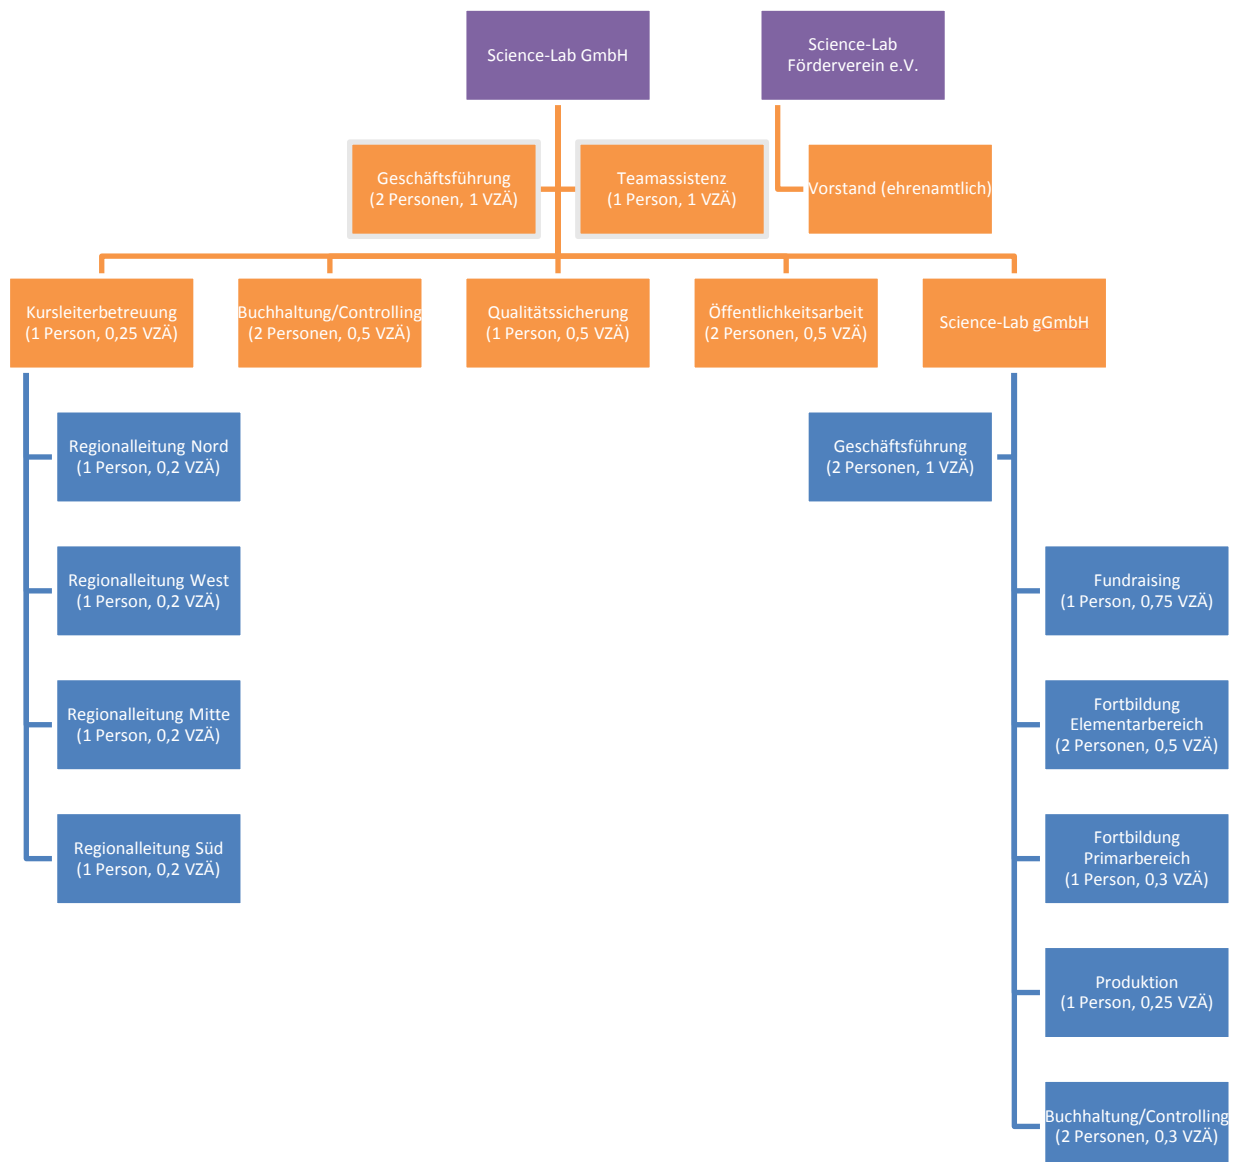 Science-Lab GmbH
Science-Lab
Förderverein e.V.
Geschäftsführung
(2 Personen, 1 VZÄ)
Teamassistenz
(1 Person, 1 VZÄ)
Vorstand (ehrenamtlich)
Kursleiterbetreuung
(1 Person, 0,25 VZÄ)
Buchhaltung/Controlling
(2 Personen, 0,5 VZÄ)
Qualitätssicherung
(1 Person, 0,5 VZÄ)
Öffentlichkeitsarbeit
(2 Personen, 0,5 VZÄ)
Science-Lab gGmbH
Regionalleitung Nord
(1 Person, 0,2 VZÄ)
Geschäftsführung
(2 Personen, 1 VZÄ)
Regionalleitung West
(1 Person, 0,2 VZÄ)
Fundraising
(1 Person, 0,75 VZÄ)
Regionalleitung Mitte
(1 Person, 0,2 VZÄ)
Fortbildung
Elementarbereich
(2 Personen, 0,5 VZÄ)
Regionalleitung Süd
(1 Person, 0,2 VZÄ)
Fortbildung
Primarbereich
(1 Person, 0,3 VZÄ)
Produktion
(1 Person, 0,25 VZÄ)
Buchhaltung/Controlling
(2 Personen, 0,3 VZÄ)